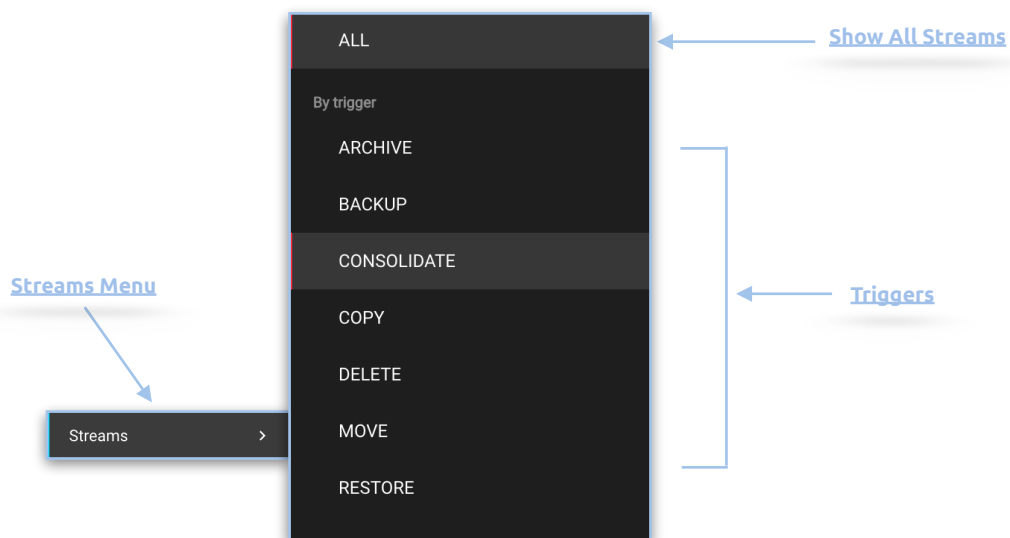 ALL
Show All Streams
By trigger
ARCHIVE
BACKUP
CONSOLIDATE
Streams Menu
Triggers
COPY
DELETE
MOVE
Streams
RESTORE